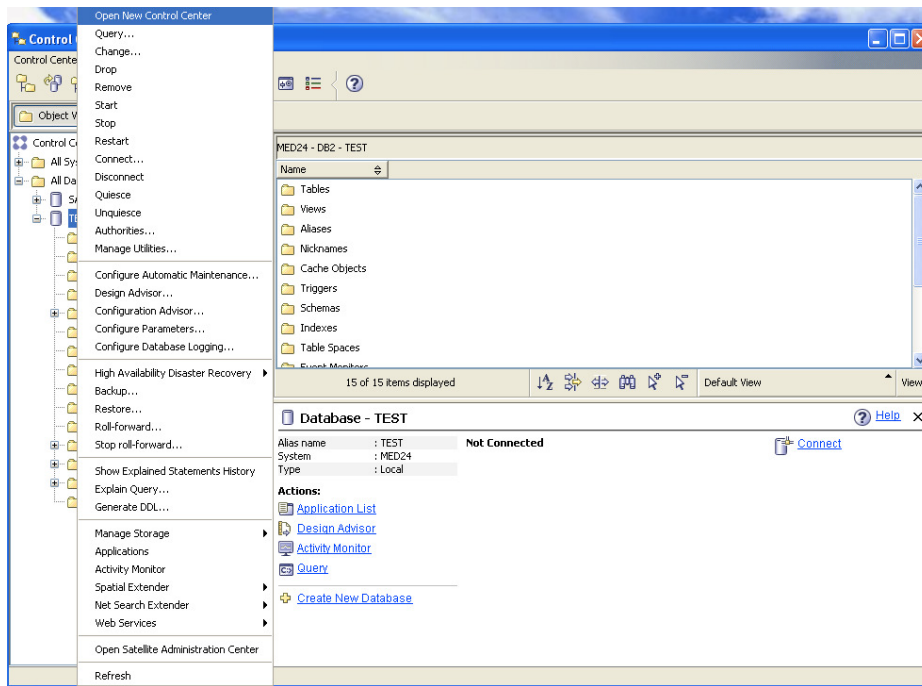 Open New Control Center
Query...
Change...
Drop
Remove
Start
Stop
Restart
Connect...
Disconnect
Quiesce
Unquiesce
Authorities...
Manage Utilities...
Configure Automatic Maintenance...
Design Advisor...
Configuration Advisor...
Configure Parameters...
Configure Database Logging...
High Availability Disaster Recovery
Backup...
Restore...
Roll-forward...
Stop roll-forward...
Show Explained Statements History
Explain Query...
Generate DDL...
Manage Storage
Applications
Activity Monitor
Spatial Extender
Net Search Extender
Web Services
Open Satellite Administration Center
Refresh
Control
Control Cente
Object V
Control C
All Sy
All Da
SA
TE
MED24 - DB2 - TEST
Name
Tables
Views
Aliases
Nicknames
Cache Objects
Triggers
Schemas
Indexes
Table Spaces
Event Monitors
15 of 15 items displayed
Default View
View
Database - TEST
Help
Alias name : TEST
System : MED24
Type : Local
Not Connected
Connect
Actions:
Application List
Design Advisor
Activity Monitor
Query
Create New Database